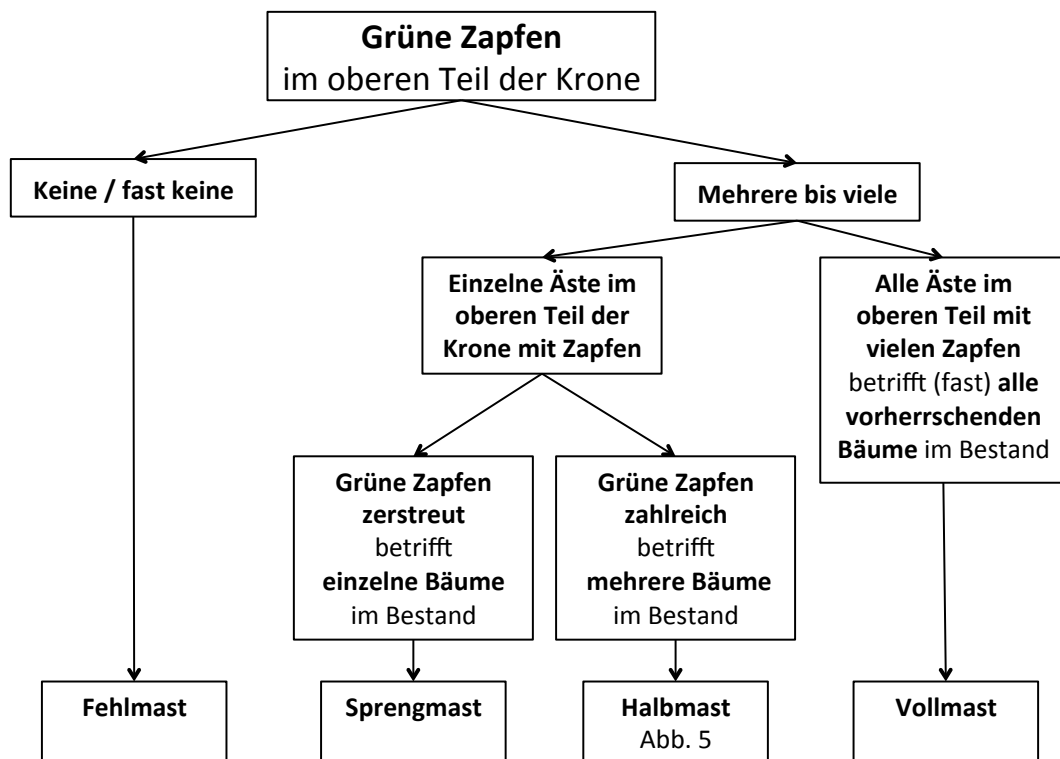 Grüne Zapfen
im oberen Teil der Krone
Keine / fast keine
Mehrere bis viele
Einzelne Äste im
oberen Teil der
Krone mit Zapfen
Alle Äste im
oberen Teil mit
vielen Zapfen
betrifft (fast) alle
vorherrschenden
Bäume im Bestand
Grüne Zapfen
zerstreut
betrifft
einzelne Bäume
im Bestand
Grüne Zapfen
zahlreich
betrifft
mehrere Bäume
im Bestand
Fehlmast
Sprengmast
Halbmast
Abb. 5
Vollmast